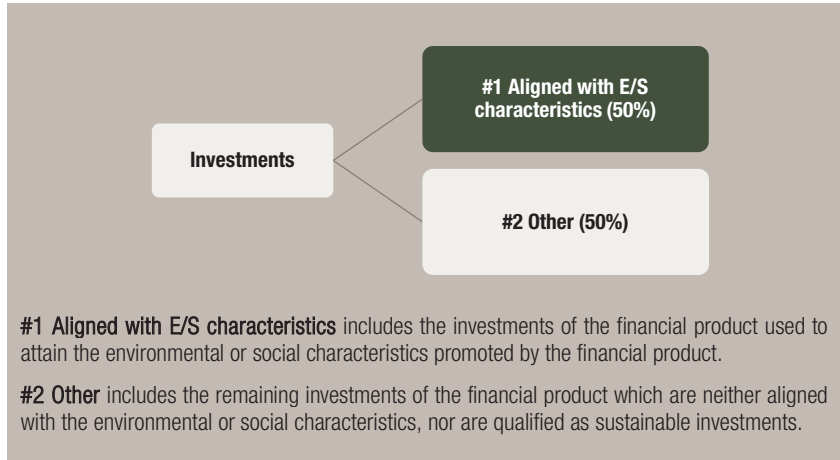 #1 Aligned with E/S
characteristics (50%)
Investments
#2 Other (50%)
#1 Aligned with E/S characteristics includes the investments of the financial product used to
attain the environmental or social characteristics promoted by the financial product.
#2 Other includes the remaining investments of the financial product which are neither aligned
with the environmental or social characteristics, nor are qualified as sustainable investments.